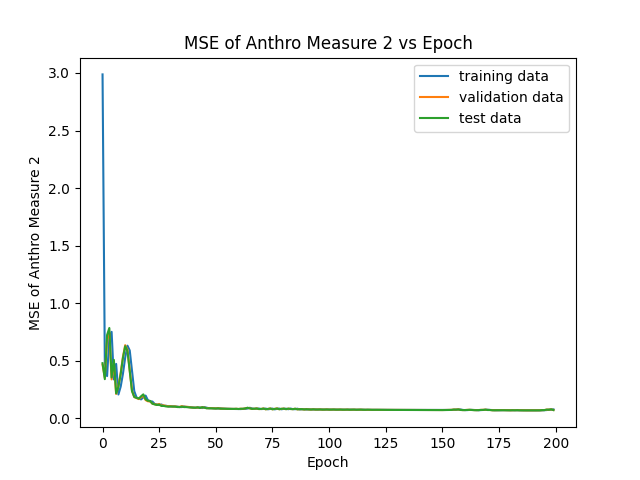 MSE of Anthro Measure 2 vs Epoch
training data
validation data
test data
MSE of Anthro Measure 2
3.0
2.5
2.0
1.5
1.0
0.5
0.0
0 25 50 75 100 125 150 175 200
Epoch